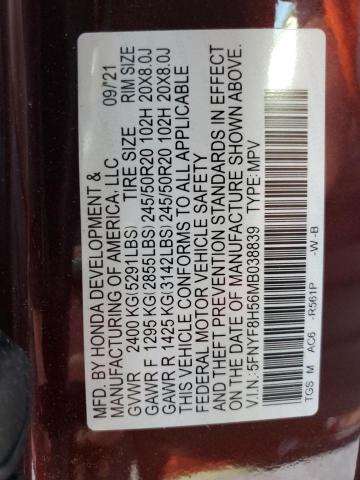 MFD. BY HONDA DEVELOPMENT & 09/21
MANUFACTURING OF AMERICA, LLC
GVWR 2400 KG(5291LBS) TIRE SIZE RIM SIZE
GAWR F 1295 KG(2855LBS) 245/50R20 102H 20X8.0J
GAWR R 1425 KG(3142LBS) 245/50R20 102H 20X8.0J
THIS VEHICLE CONFORMS TO ALL APPLICABLE
FEDERAL MOTOR VEHICLE SAFETY
AND THEFT PREVENTION STANDARDS IN EFFECT
ON THE DATE OF MANUFACTURE SHOWN ABOVE.
V.I.N.:5FNYF8H56MB038839 TYPE:MPV
TGS M AC6 -R561P -W-B